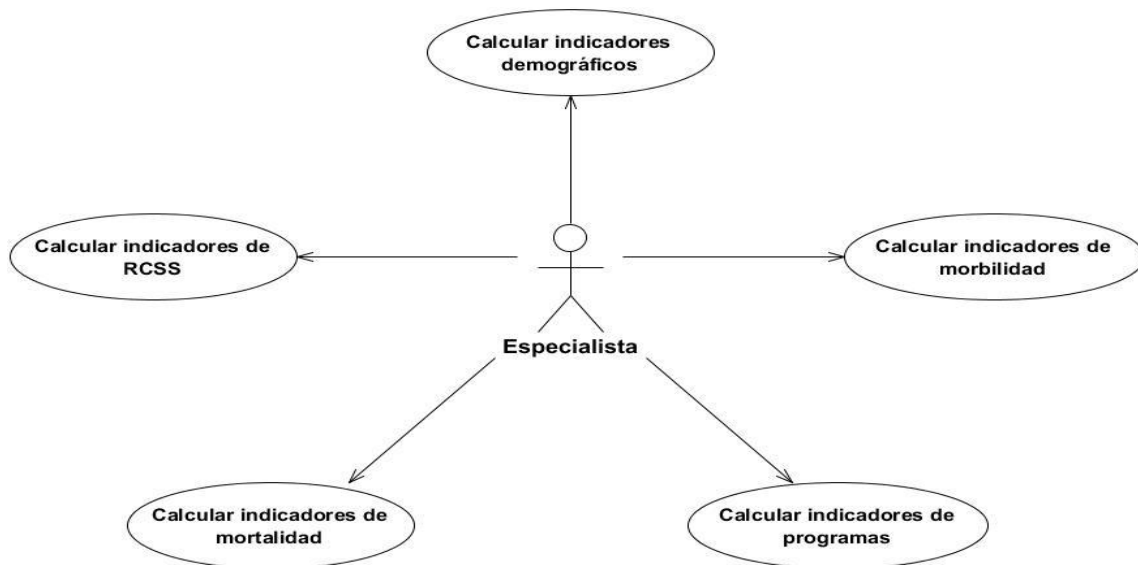 Calcular indicadores
demográficos
Calcular indicadores de
RCSS
Calcular indicadores de
morbilidad
Especialista
Calcular indicadores de
mortalidad
Calcular indicadores de
programas